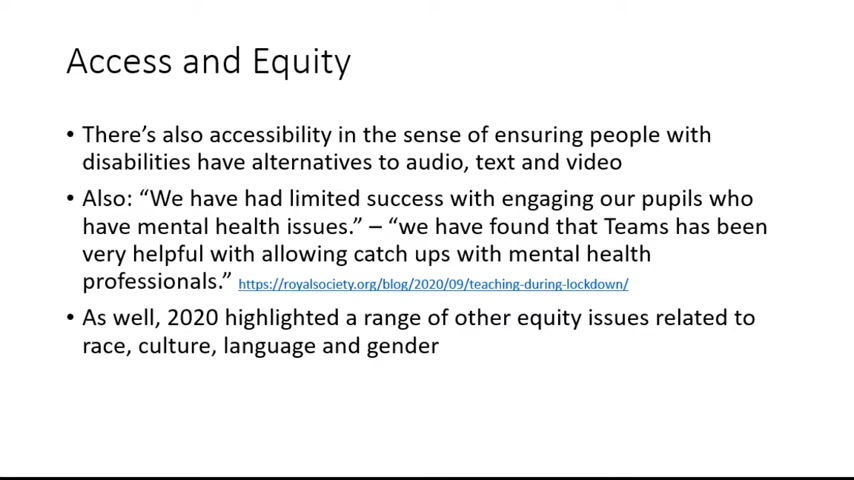 Access and Equity
• There's also accessibility in the sense of ensuring people with
disabilities have alternatives to audio, text and video
• Also: “We have had limited success with engaging our pupils who
have mental health issues.” – “we have found that Teams has been
very helpful with allowing catch ups with mental health
professionals.” https://royalsociety.org/blog/2020/09/teaching-during-lockdown/
• As well, 2020 highlighted a range of other equity issues related to
race, culture, language and gender